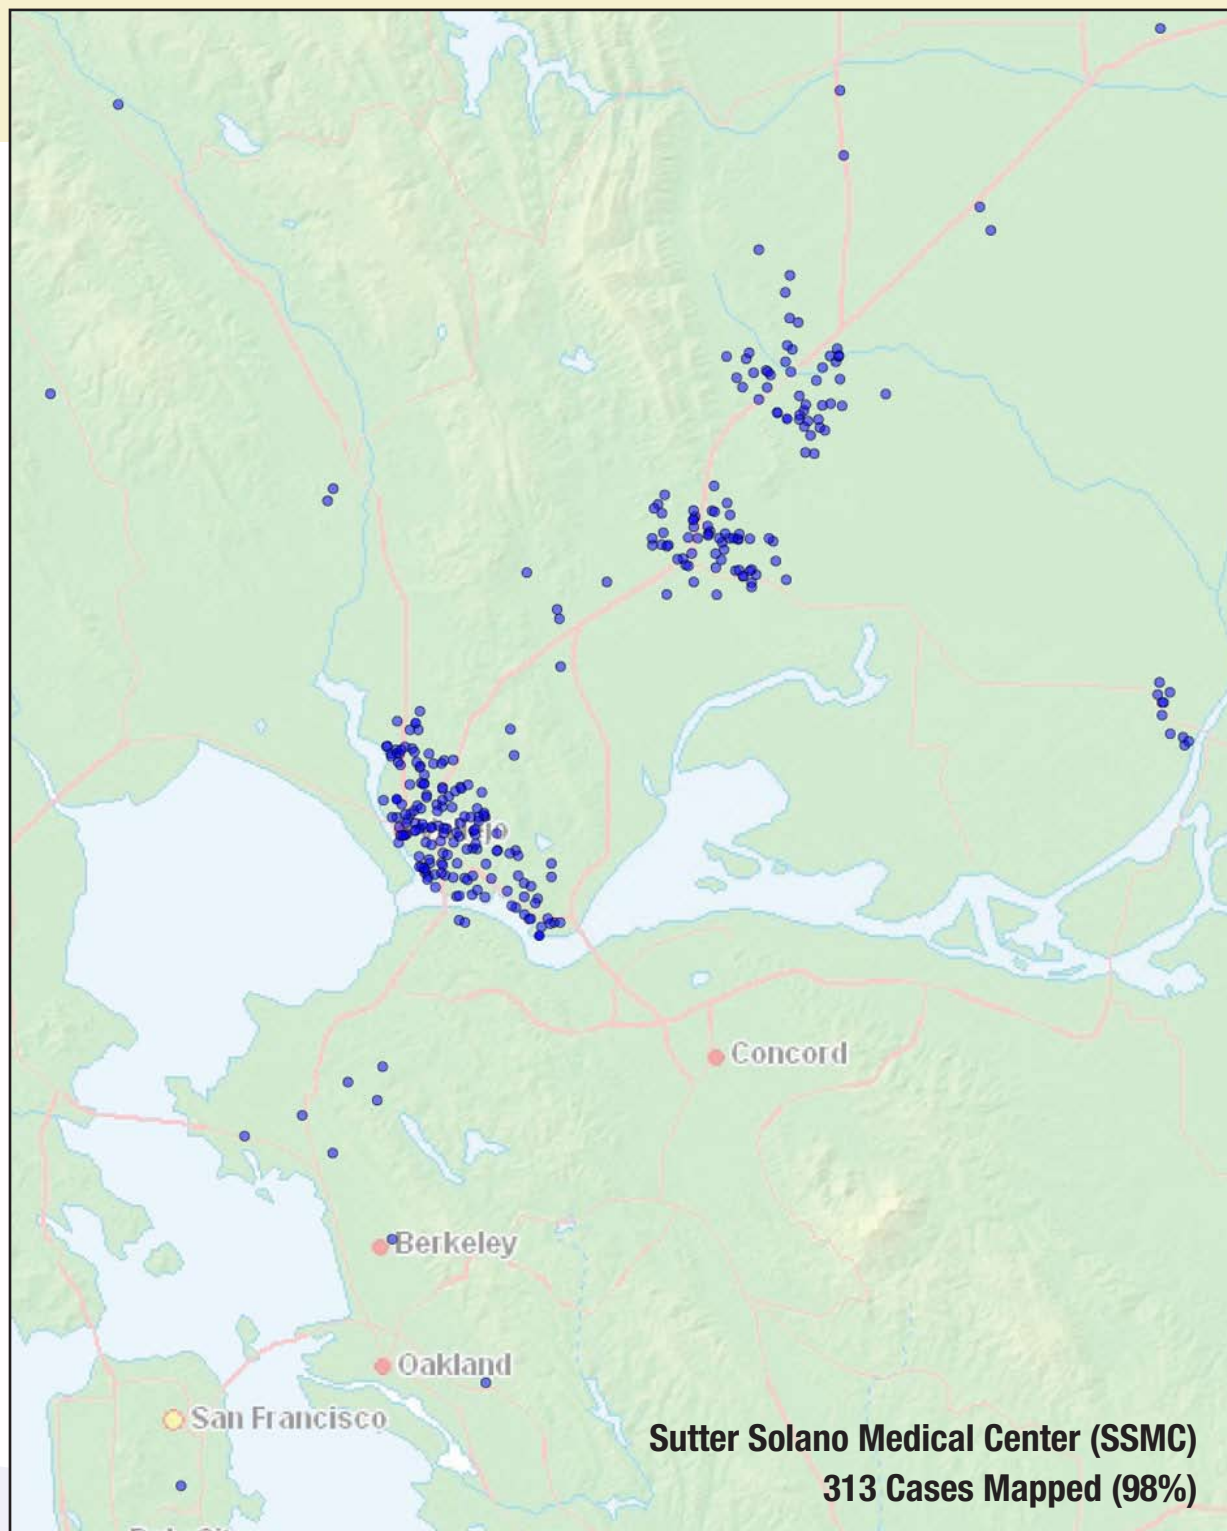 Concord
Berkeley
Oakland
San Francisco
Sutter Solano Medical Center (SSMC)
313 Cases Mapped (98%)